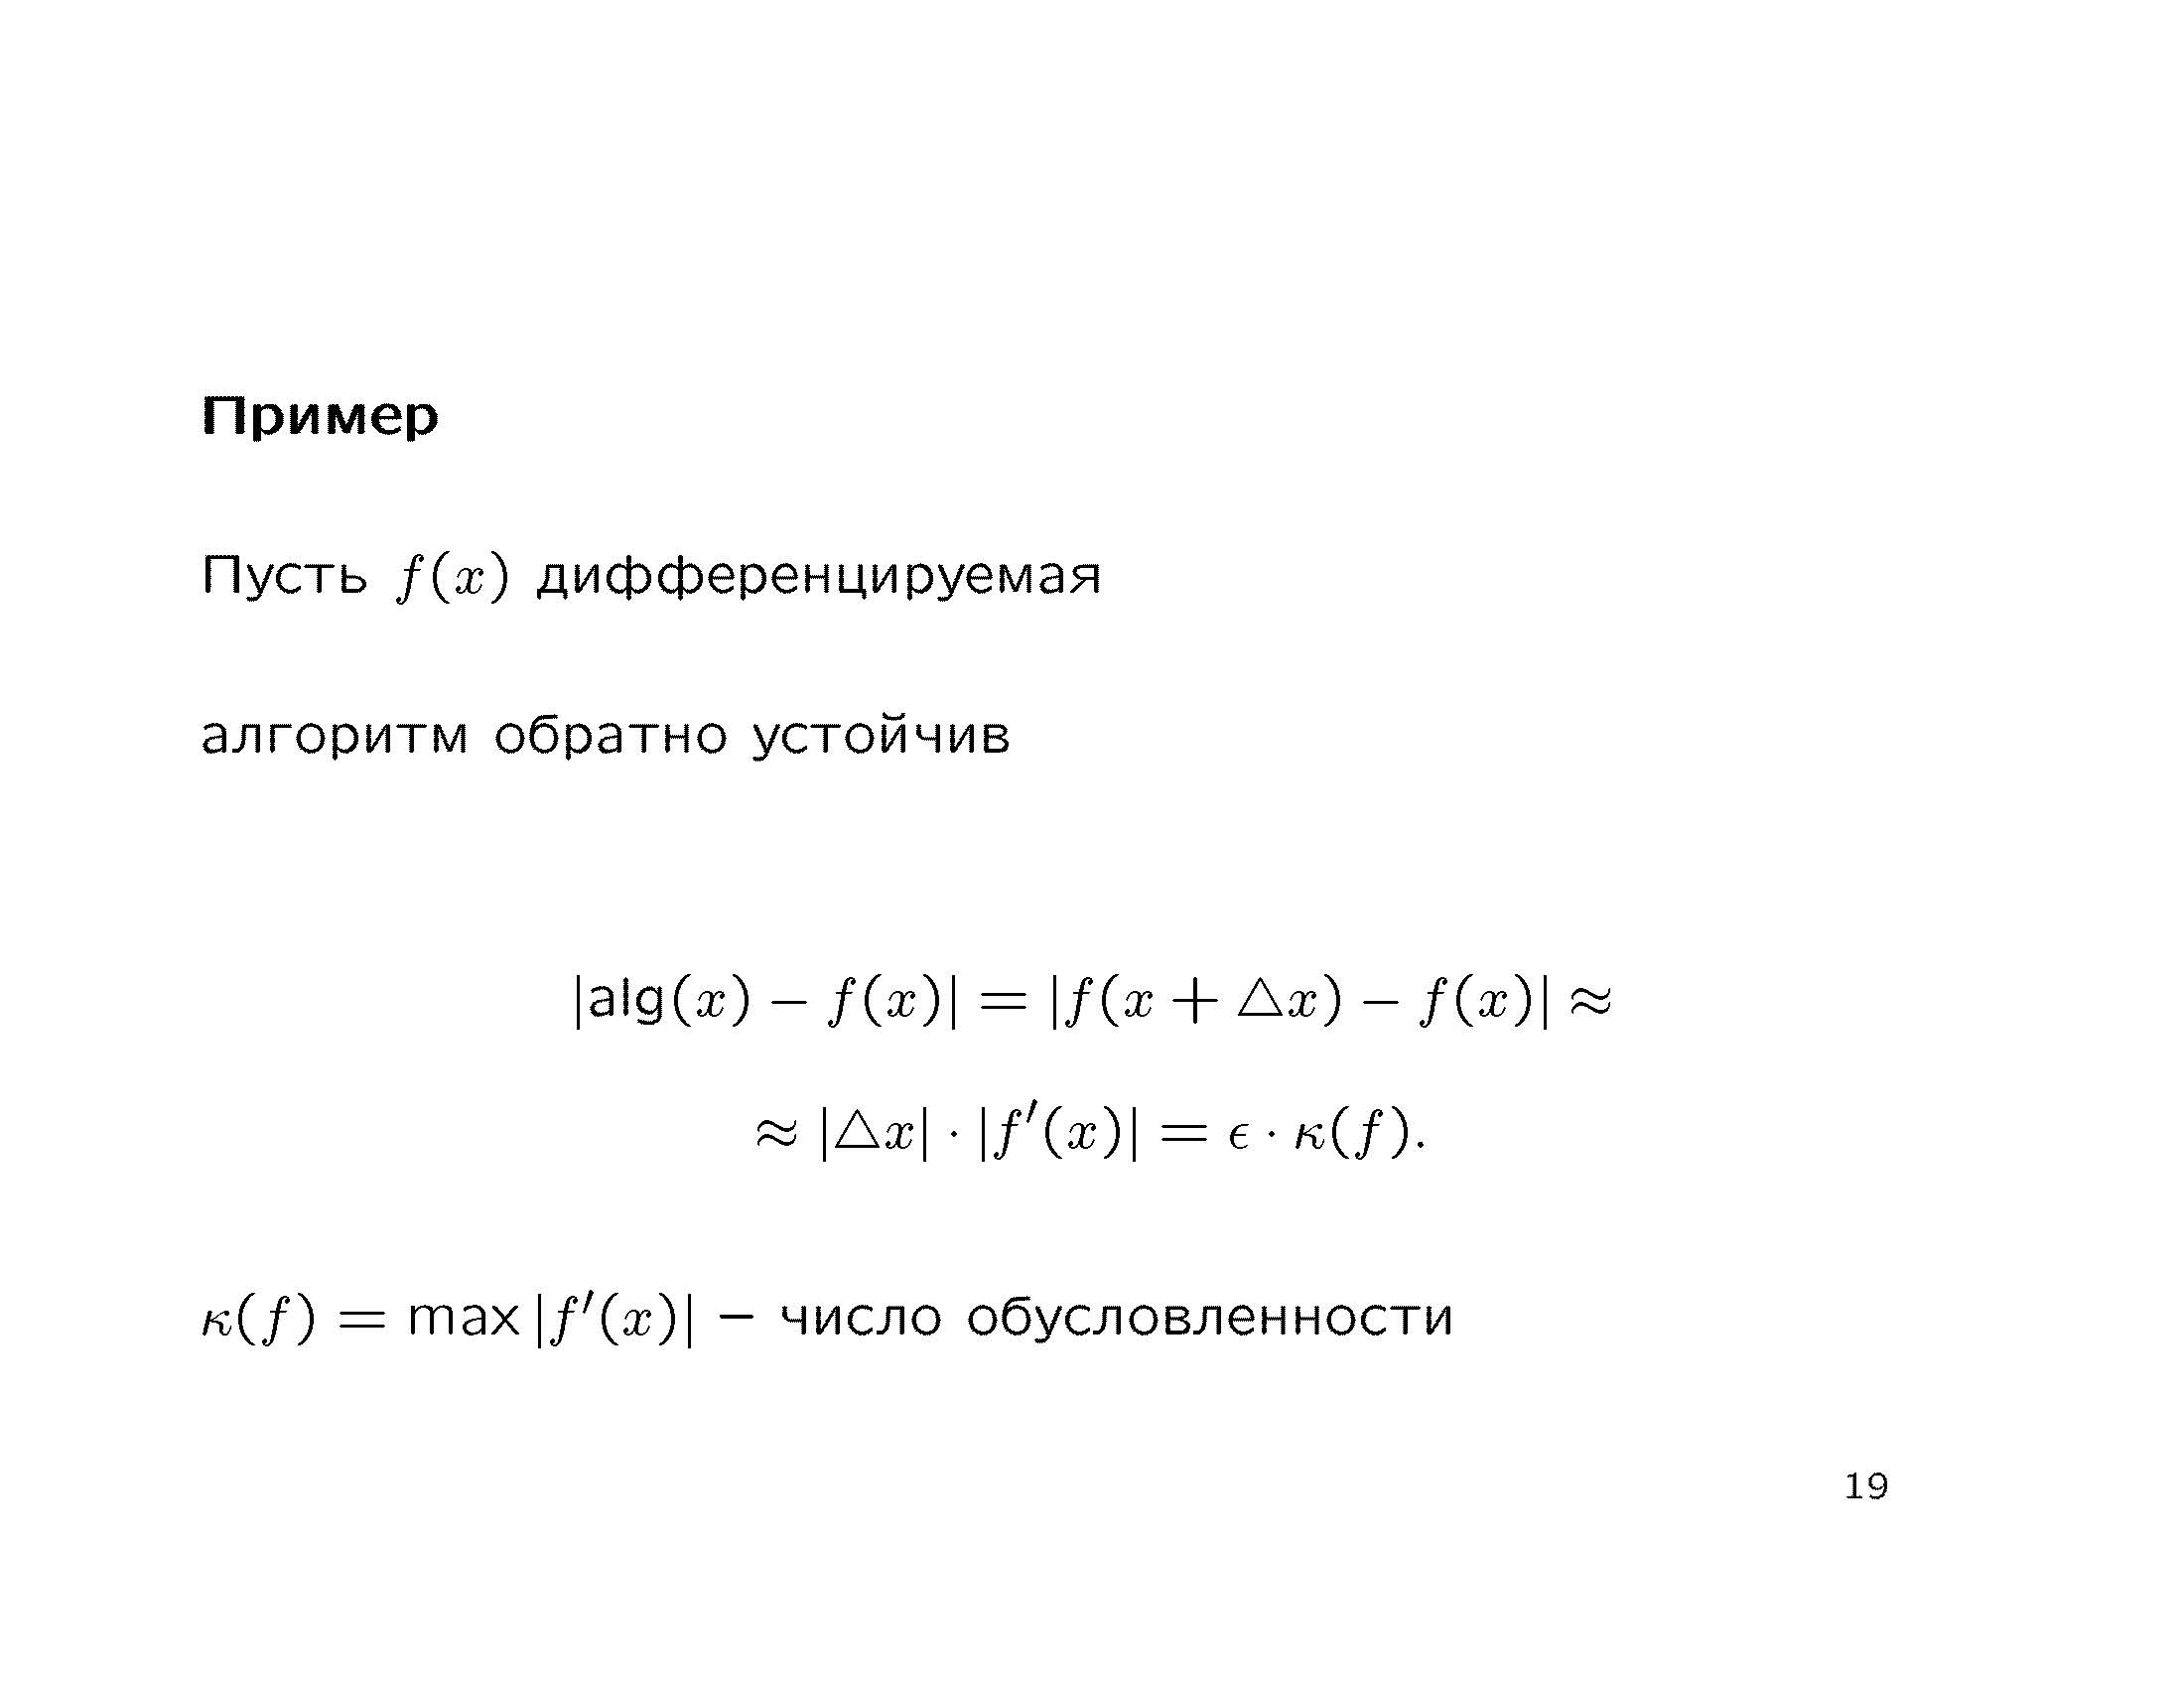 Пример
Пусть f(x) дифференцируемая
алгоритм обратно устойчив
|alg(x) − f(x)| = |f(x + △x) − f(x)| ≈
≈ |△x| · |f′(x)| = ϵ · κ(f).
κ(f) = max |f′(x)| – число обусловленности
19